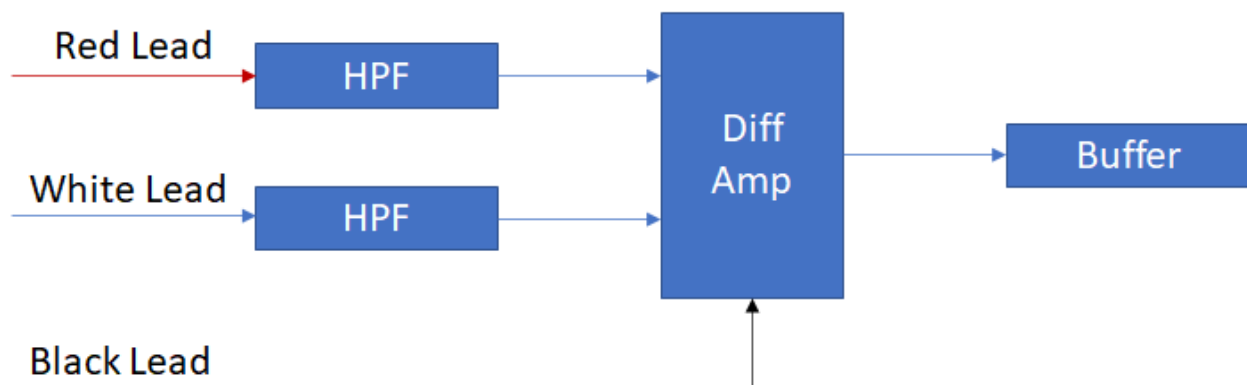 Red Lead
HPF
Diff
Amp
Buffer
White Lead
HPF
Black Lead